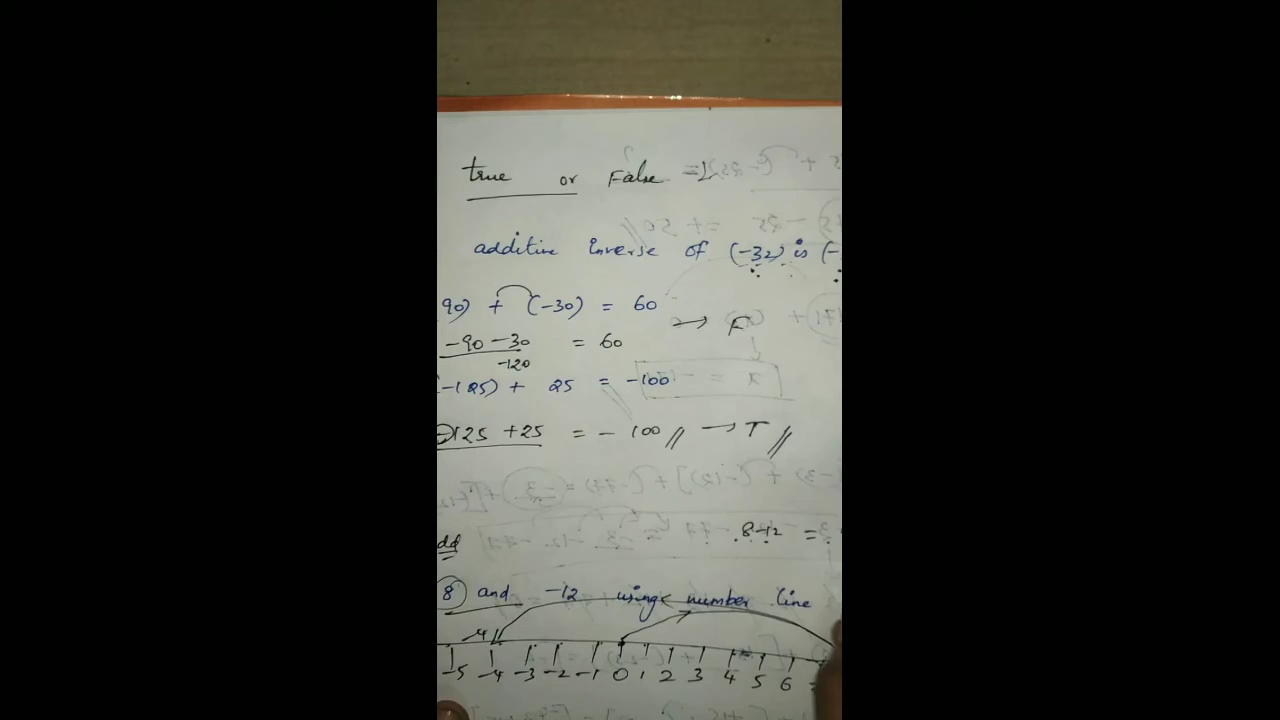 true or False
additive inverse of (-32) is (-
90) + (-30) = 60
→ F
-90 -30 = 60
-120
-125) + 25 = -100
-125 +25 = - 100 // → T //
8-12 =
dd
8 and -12 using number line
-4
-5 -4 -3 -2 -1 0 1 2 3 4 5 6